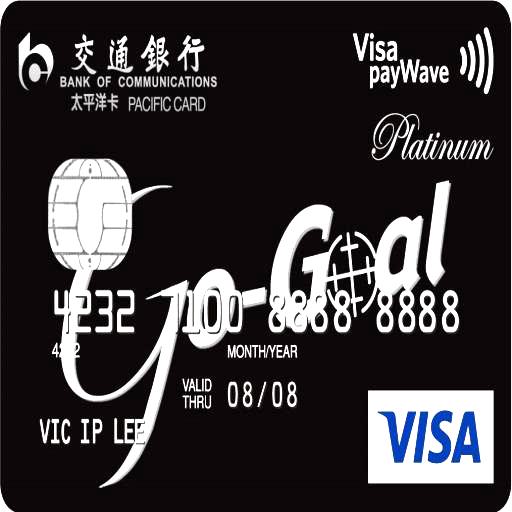 交通銀行
BANK OF COMMUNICATIONS
太平洋卡 PACIFIC CARD
Visa
payWave
Platinum
Go-Goal
4232 7100 8888 8888
4232
MONTH/YEAR
VALID
THRU 08/08
VIC IP LEE
VISA